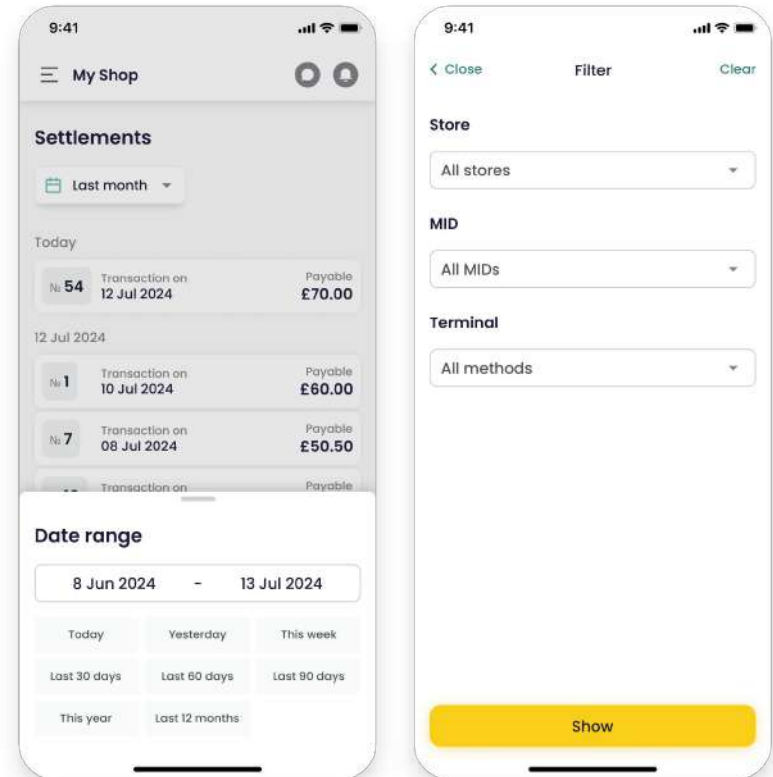 9:41
My Shop
Settlements
Last month
Today
№ 54
Transaction on
12 Jul 2024
Payable
£70.00
12 Jul 2024
№ 1
Transaction on
10 Jul 2024
Payable
£60.00
№ 7
Transaction on
08 Jul 2024
Payable
£50.50
Transaction on
Payable
Date range
8 Jun 2024 - 13 Jul 2024
Today Yesterday This week
Last 30 days Last 60 days Last 90 days
This year Last 12 months
9:41
Close Filter Clear
Store
All stores
MID
All MIDs
Terminal
All methods
Show